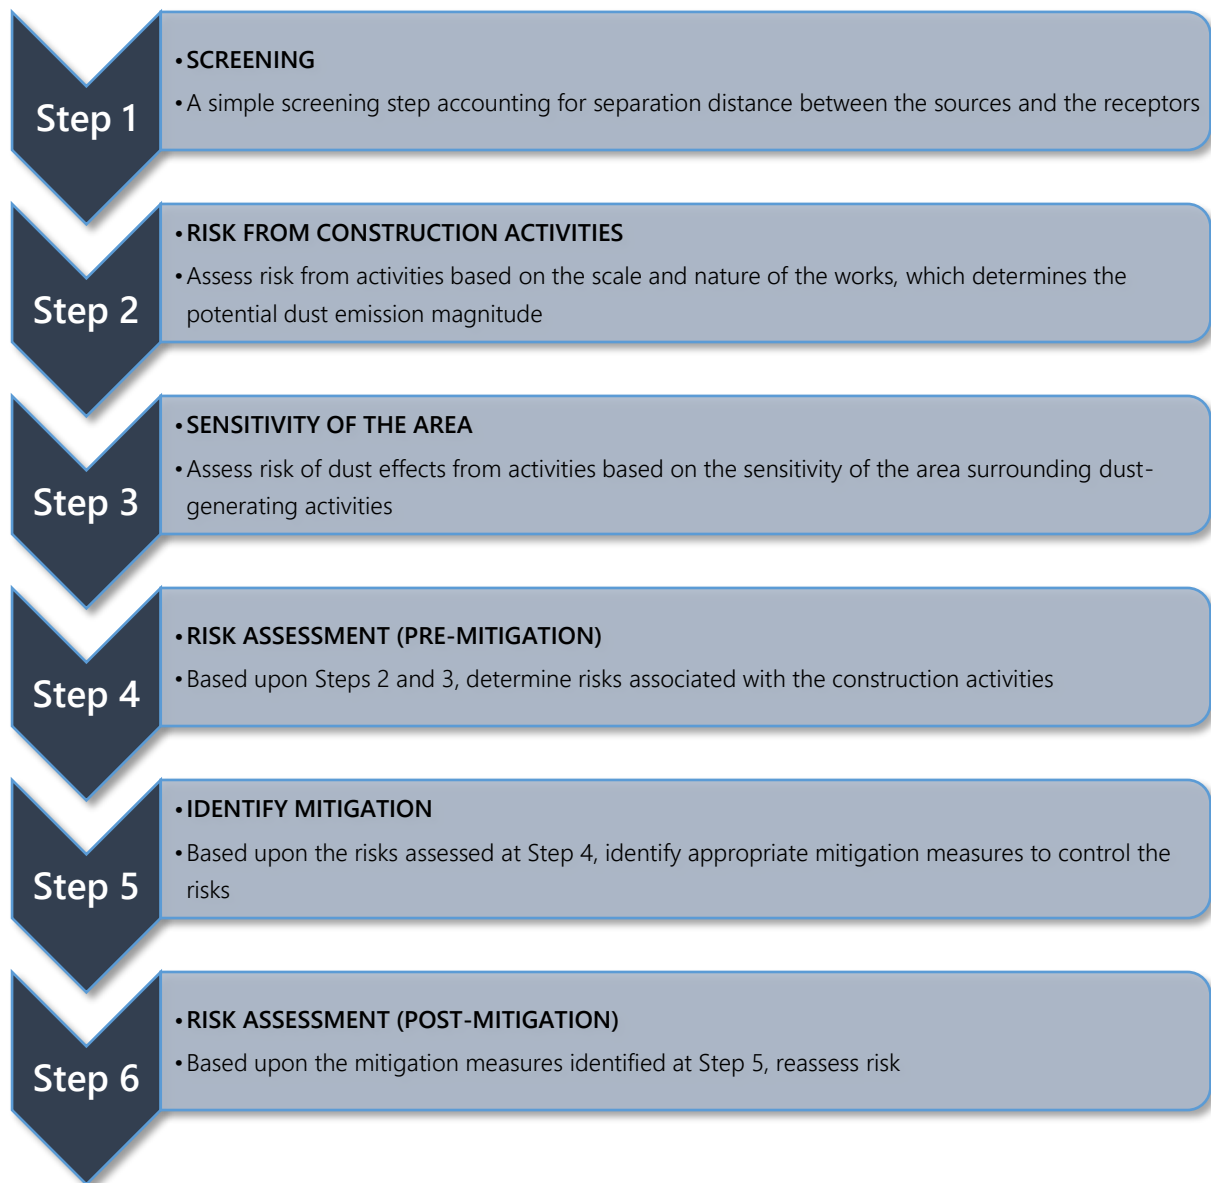 Step 1
•SCREENING
•A simple screening step accounting for separation distance between the sources and the receptors
Step 2
•RISK FROM CONSTRUCTION ACTIVITIES
•Assess risk from activities based on the scale and nature of the works, which determines the
potential dust emission magnitude
Step 3
•SENSITIVITY OF THE AREA
•Assess risk of dust effects from activities based on the sensitivity of the area surrounding dust-
generating activities
Step 4
•RISK ASSESSMENT (PRE-MITIGATION)
•Based upon Steps 2 and 3, determine risks associated with the construction activities
Step 5
•IDENTIFY MITIGATION
•Based upon the risks assessed at Step 4, identify appropriate mitigation measures to control the
risks
Step 6
•RISK ASSESSMENT (POST-MITIGATION)
•Based upon the mitigation measures identified at Step 5, reassess risk